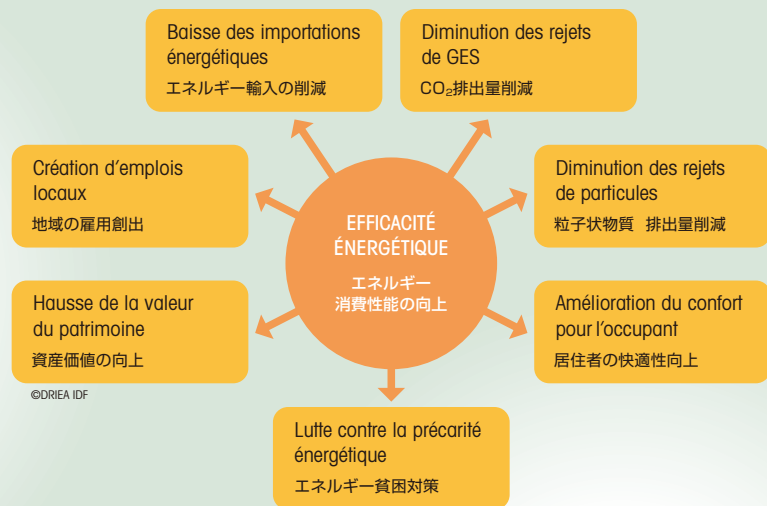 Baisse des importations
énergétiques
エネルギー輸入の削減
Diminution des rejets
de GES
CO₂排出量削減
Création d'emplois
locaux
地域の雇用創出
EFFICACITÉ
ÉNERGÉTIQUE
エネルギー
消費性能の向上
Diminution des rejets
de particules
粒子状物質 排出量削減
Hausse de la valeur
du patrimoine
資産価値の向上
Amélioration du confort
pour l'occupant
居住者の快適性向上
©DRIEA IDF
Lutte contre la précarité
énergétique
エネルギー貧困対策